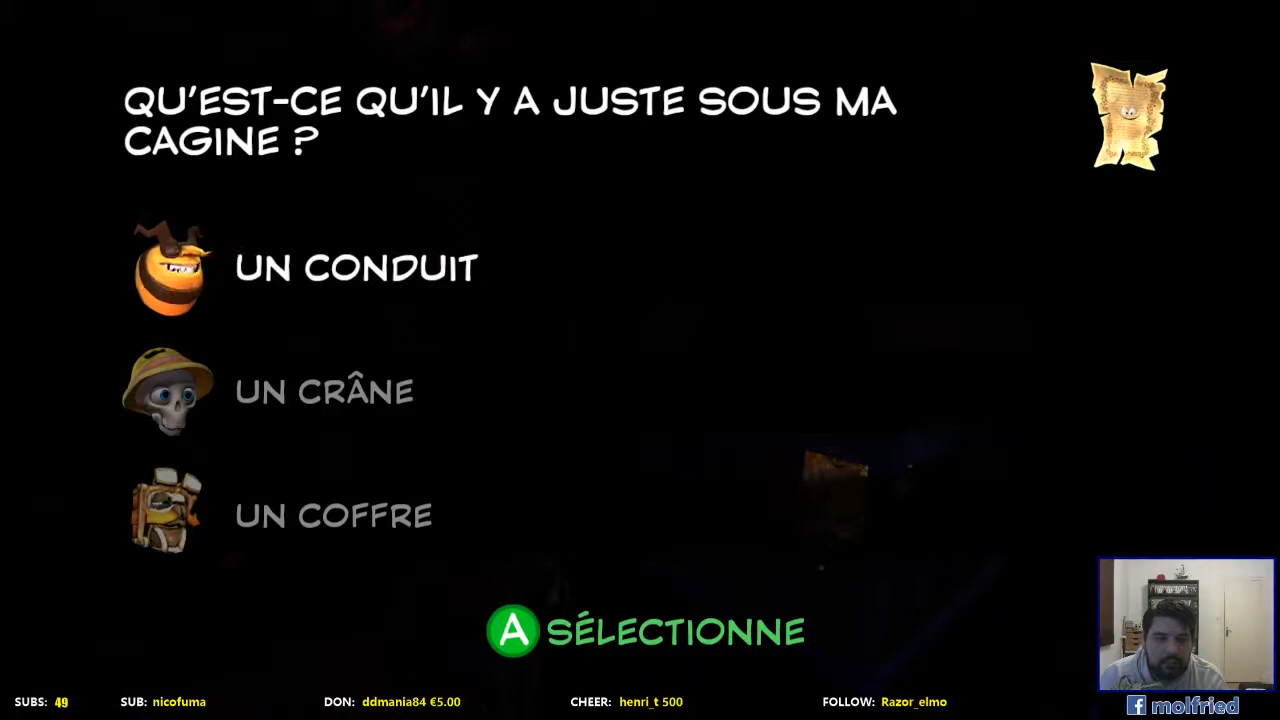 QU'EST-CE QU'IL Y A JUSTE SOUS MA
CAGINE ?
UN CONDUIT
UN CRÂNE
UN COFFRE
A SÉLECTIONNE
SUBS: 49 SUB: nicofuma DON: ddmania84 €5.00 CHEER: henri_t 500 FOLLOW: Razor_elmo f molfried